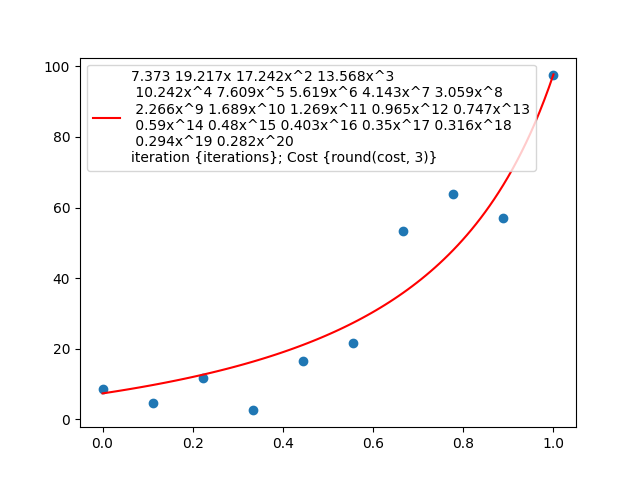 7.373 19.217x 17.242x^2 13.568x^3
10.242x^4 7.609x^5 5.619x^6 4.143x^7 3.059x^8
2.266x^9 1.689x^10 1.269x^11 0.965x^12 0.747x^13
0.59x^14 0.48x^15 0.403x^16 0.35x^17 0.316x^18
0.294x^19 0.282x^20
iteration {iterations}; Cost {round(cost, 3)}
100
80
60
40
20
0
0.0 0.2 0.4 0.6 0.8 1.0